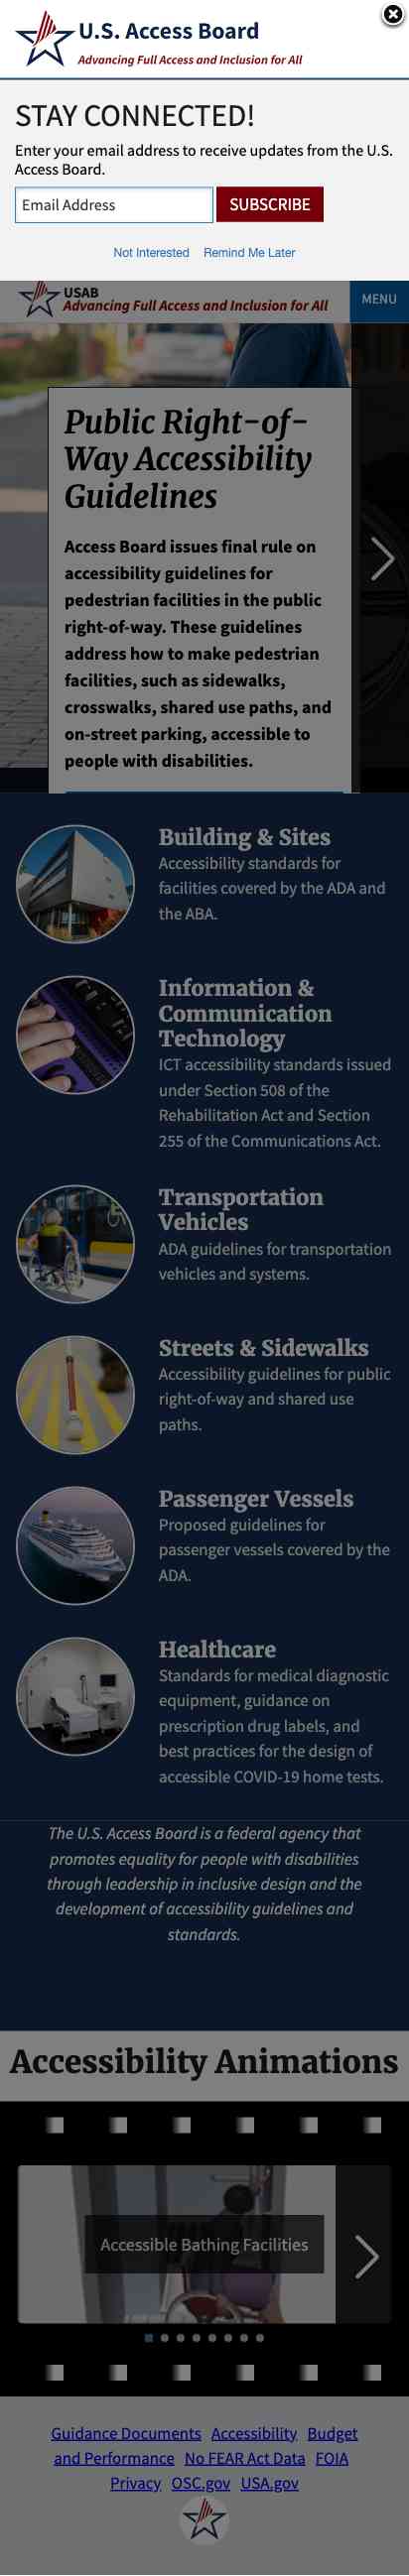 U.S. Access Board
Advancing Full Access and Inclusion for All
STAY CONNECTED!
Enter your email address to receive updates from the U.S.
Access Board.
Email Address
SUBSCRIBE
Not Interested Remind Me Later
USAB
Advancing Full Access and Inclusion for All
MENU
Public Right-of-
Way Accessibility
Guidelines
Access Board issues final rule on
accessibility guidelines for
pedestrian facilities in the public
right-of-way. These guidelines
address how to make pedestrian
facilities, such as sidewalks,
crosswalks, shared use paths, and
on-street parking, accessible to
people with disabilities.
Building & Sites
Accessibility standards for
facilities covered by the ADA and
the ABA.
Information &
Communication
Technology
ICT accessibility standards issued
under Section 508 of the
Rehabilitation Act and Section
255 of the Communications Act.
Transportation
Vehicles
ADA guidelines for transportation
vehicles and systems.
Streets & Sidewalks
Accessibility guidelines for public
right-of-way and shared use
paths.
Passenger Vessels
Proposed guidelines for
passenger vessels covered by the
ADA.
Healthcare
Standards for medical diagnostic
equipment, guidance on
prescription drug labels, and
best practices for the design of
accessible COVID-19 home tests.
The U.S. Access Board is a federal agency that
promotes equality for people with disabilities
through leadership in inclusive design and the
development of accessibility guidelines and
standards.
Accessibility Animations
Accessible Bathing Facilities
Guidance Documents Accessibility Budget
and Performance No FEAR Act Data FOIA
Privacy OSC.gov USA.gov